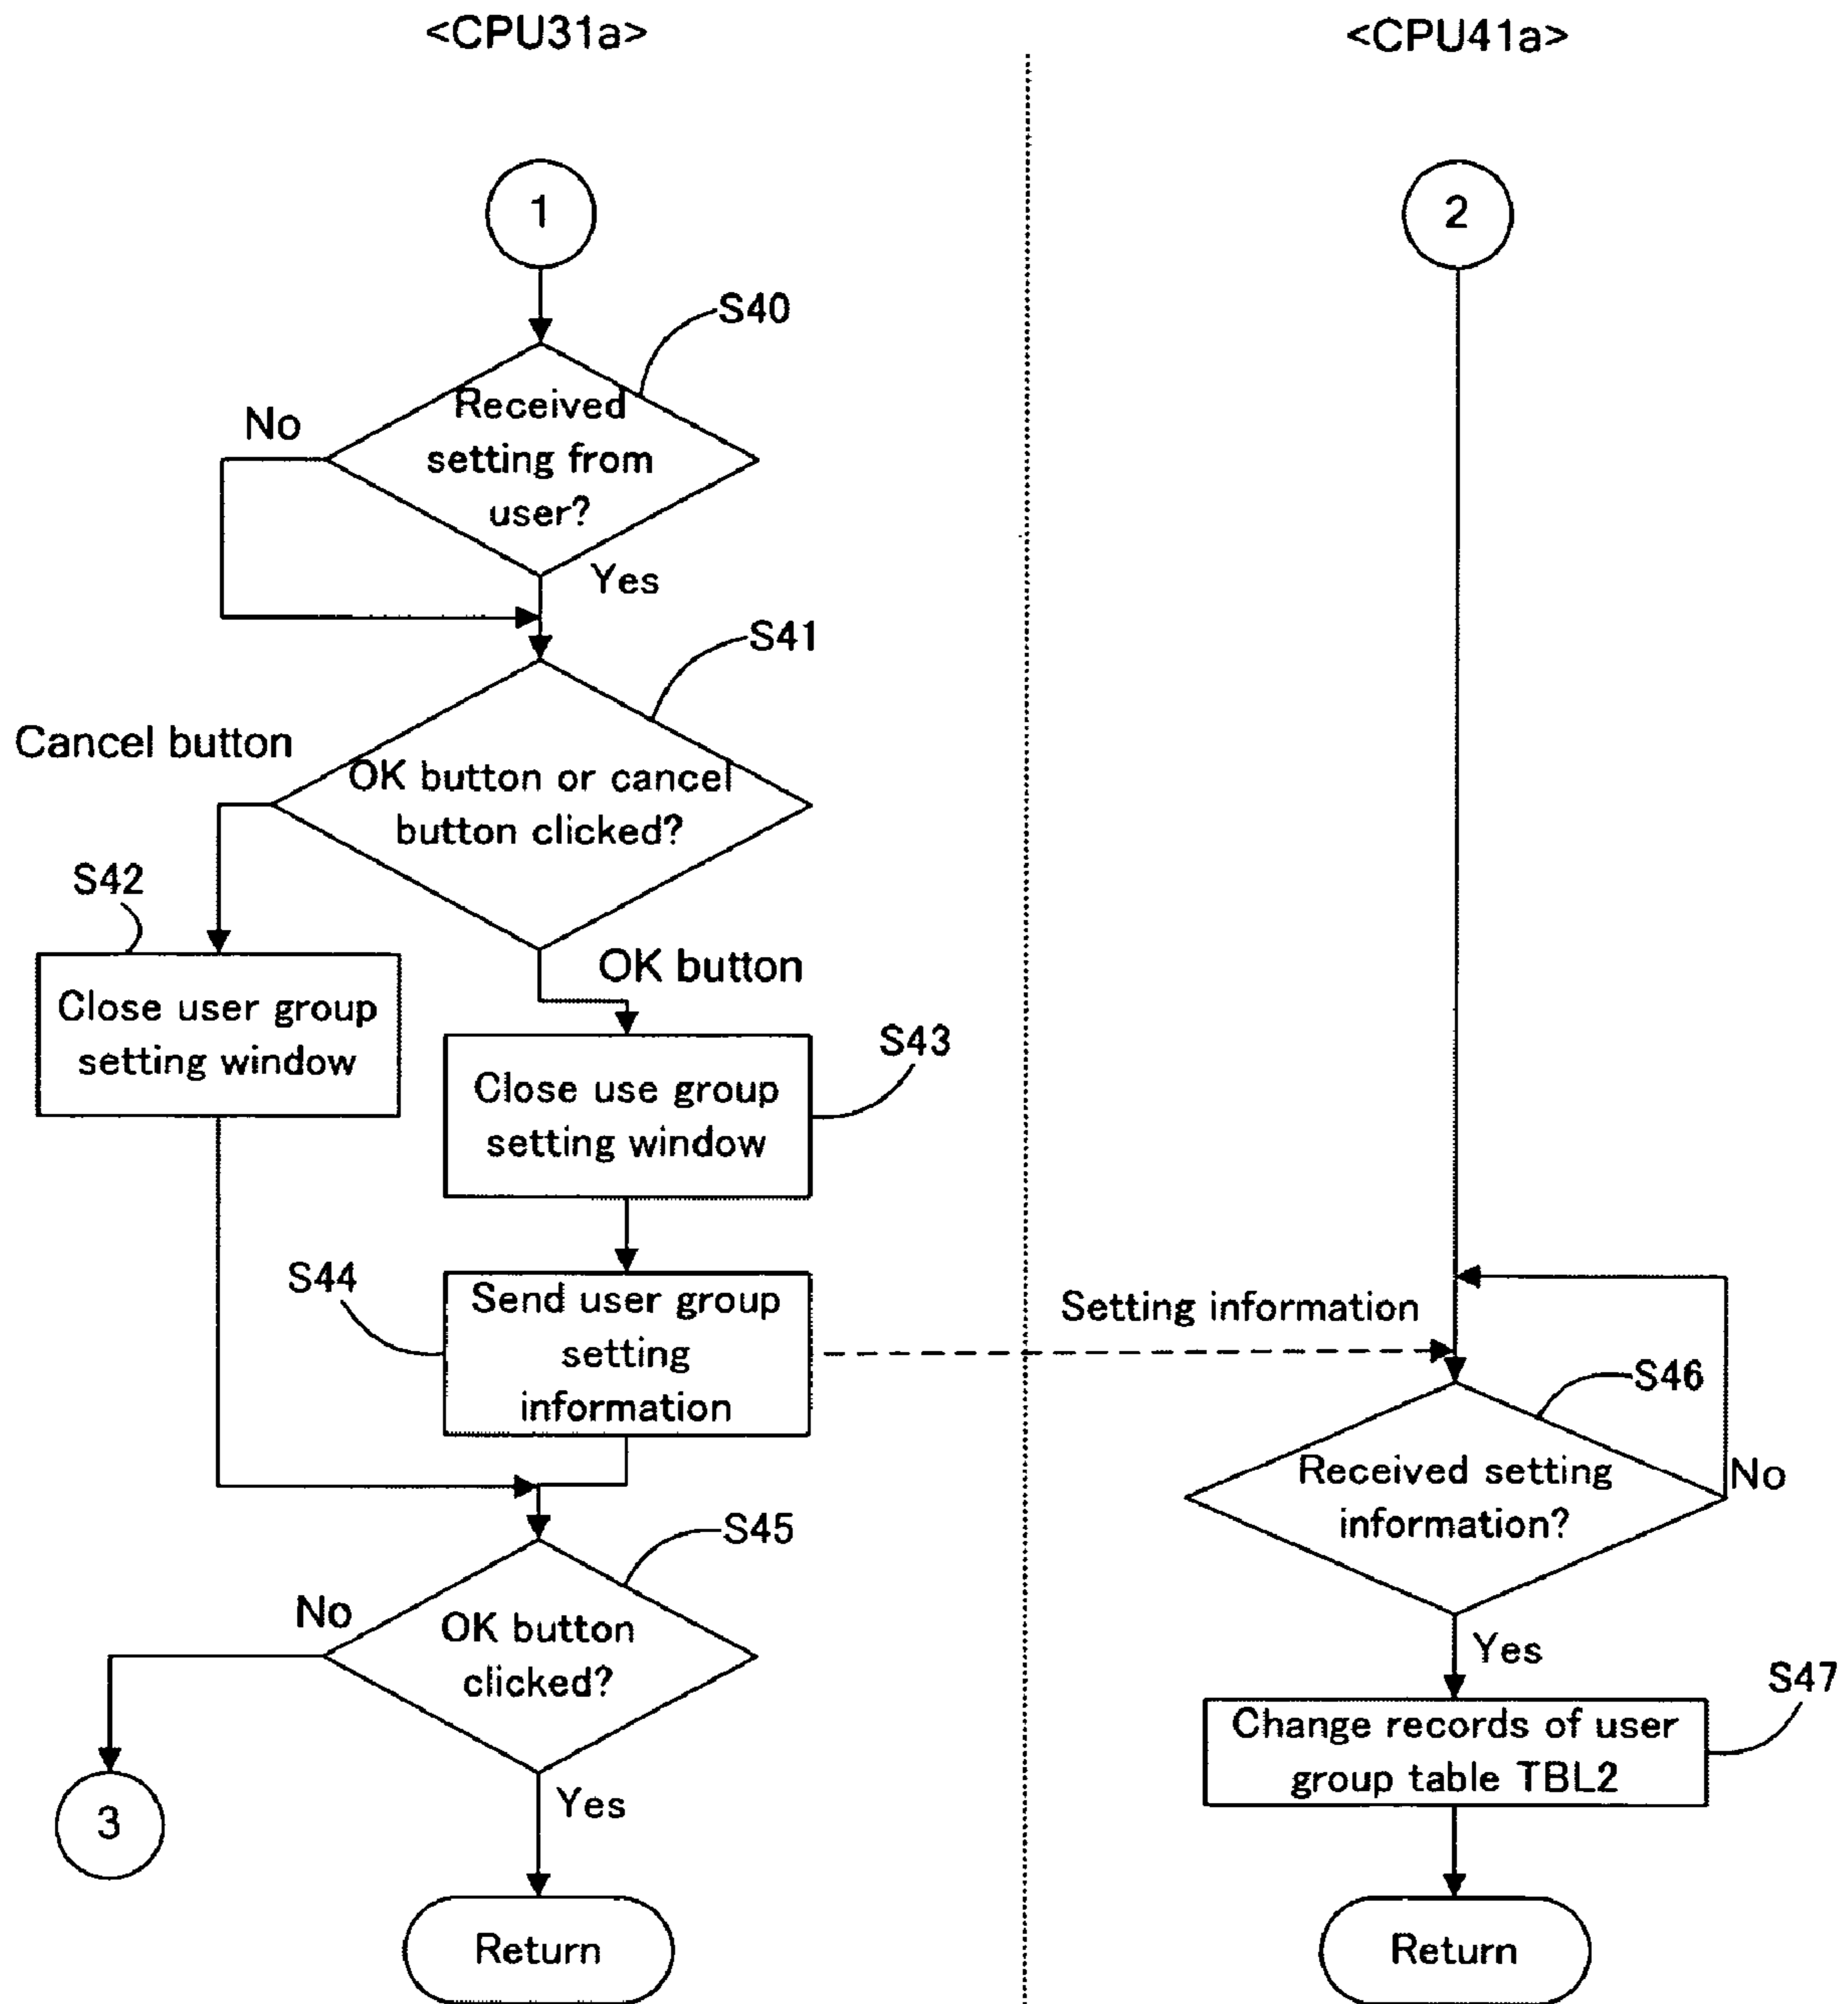 <CPU31a>
<CPU41a>
1
2
S40
Received
setting from
user?
No
Yes
S41
Cancel button
OK button or cancel
button clicked?
S42
OK button
Close user group
setting window
S43
Close use group
setting window
S44
Send user group
setting
information
Setting information
S46
Received setting
information?
No
S45
No
OK button
clicked?
Yes
S47
Change records of user
group table TBL2
3
Yes
Return
Return